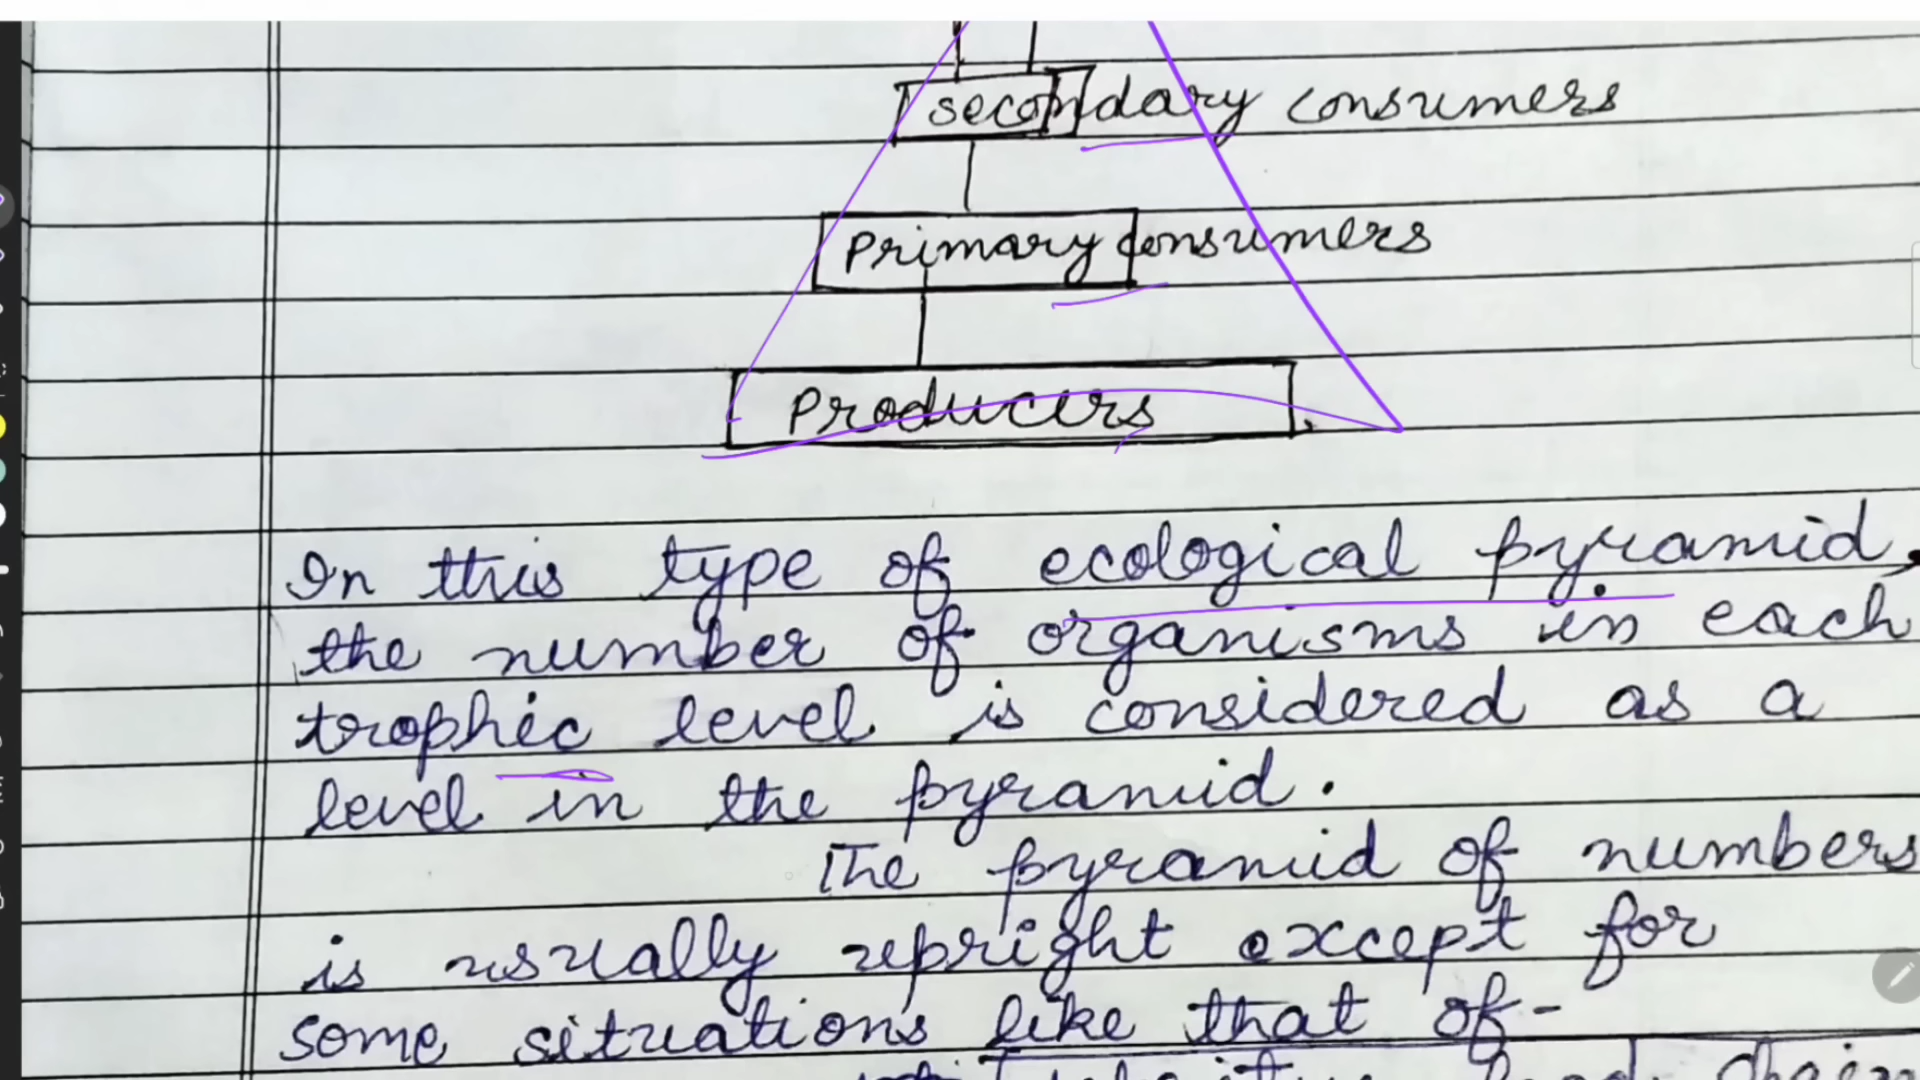 secondary consumers
Primary consumers
Producers
In this type of ecological pyramid,
the number of organisms in each
trophic level is considered as a
level in the pyramid.
The pyramid of numbers
is usually upright except for
some situations like that of-
food chain